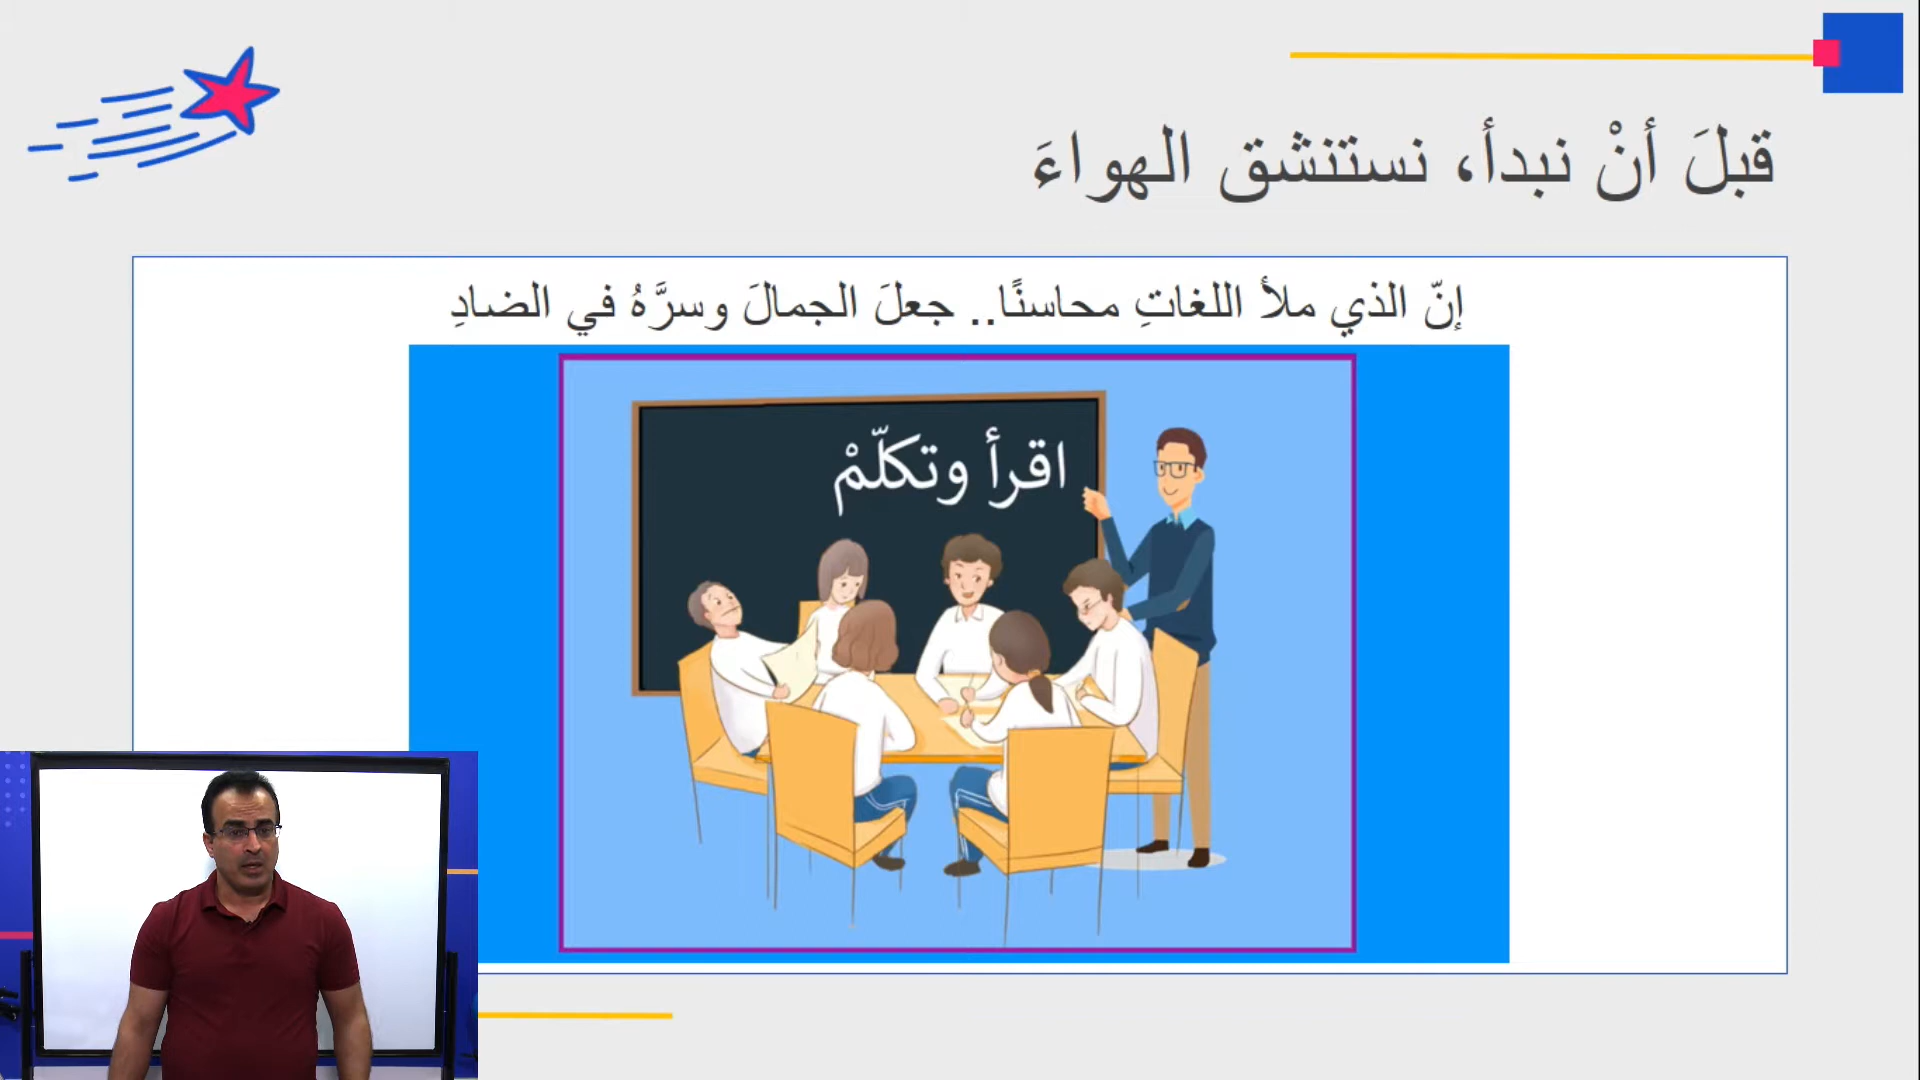 قبلَ أنْ نبدأ، نستنشق الهواءَ
إنّ الذي ملأ اللغاتِ محاسنًا.. جعلَ الجمالَ وسرَّهُ في الضادِ
اقرأ وتكلّمْ